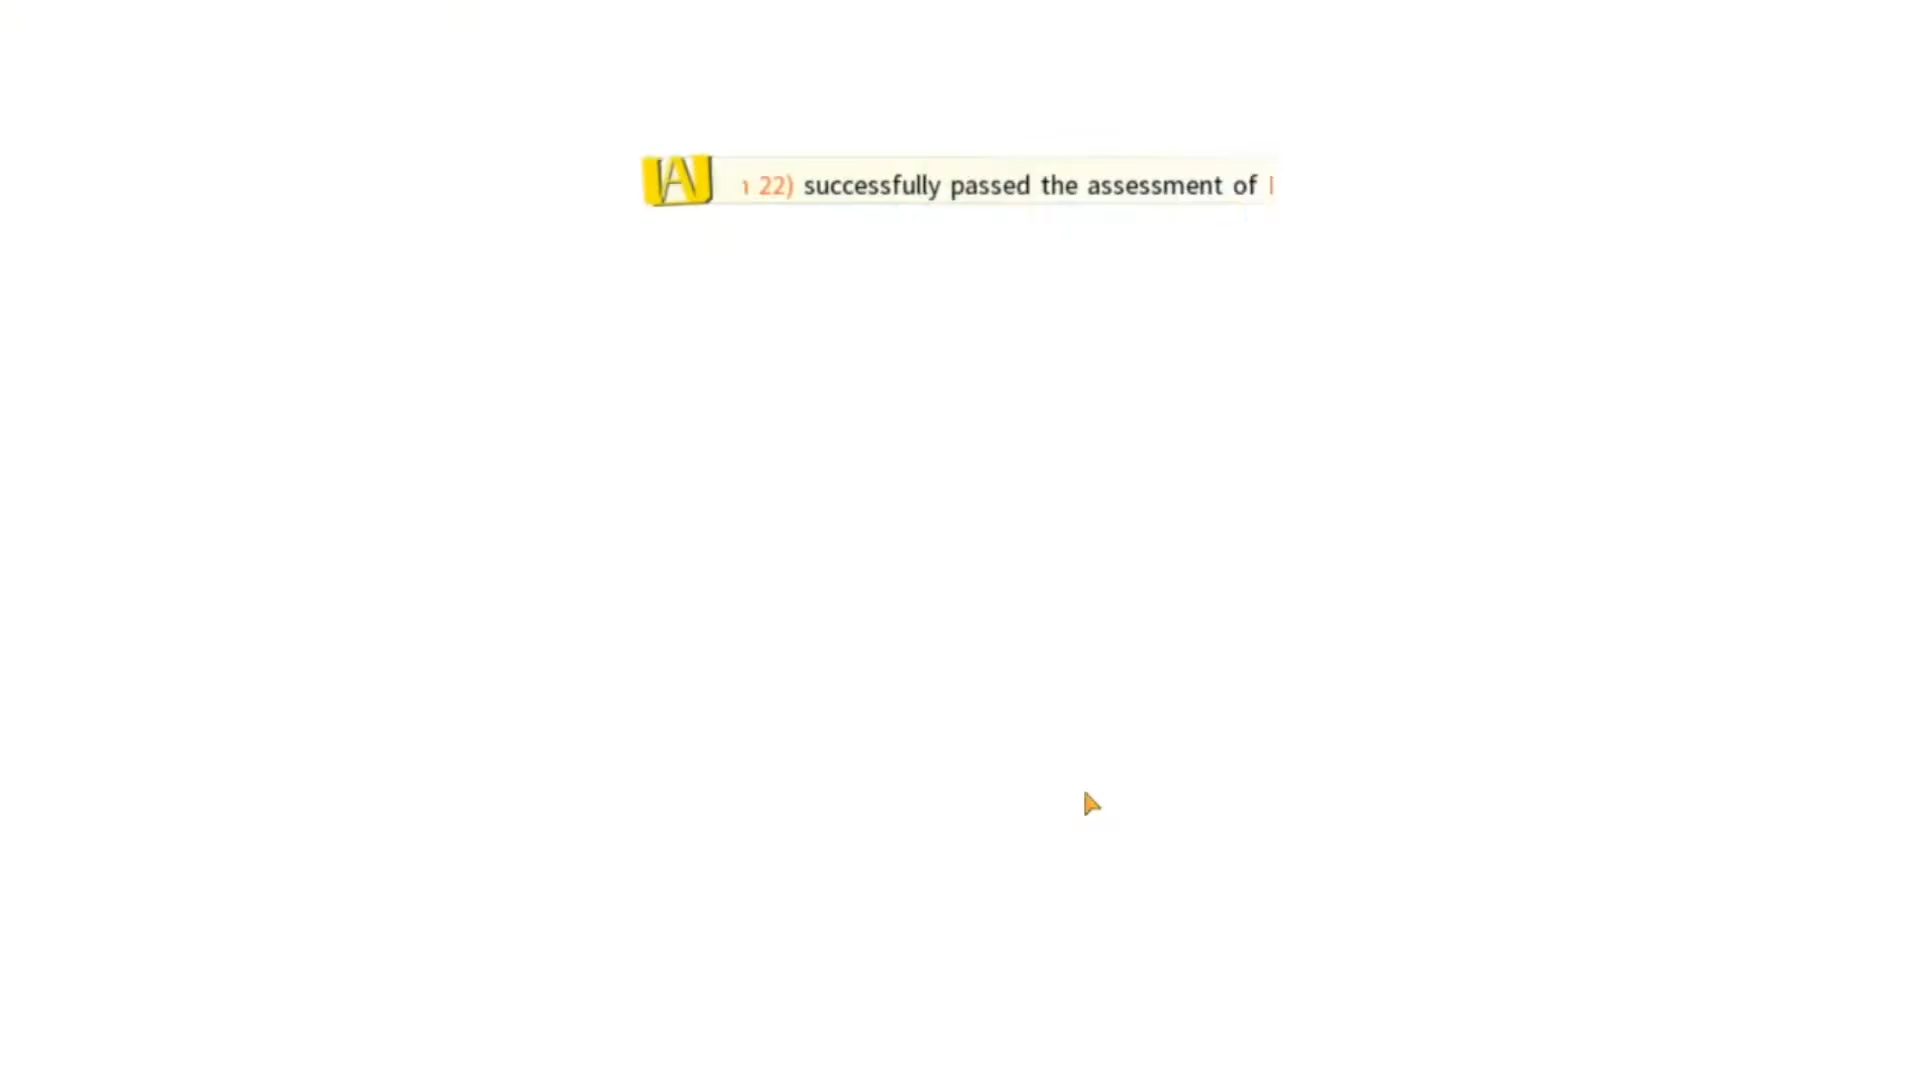 22) successfully passed the assessment of